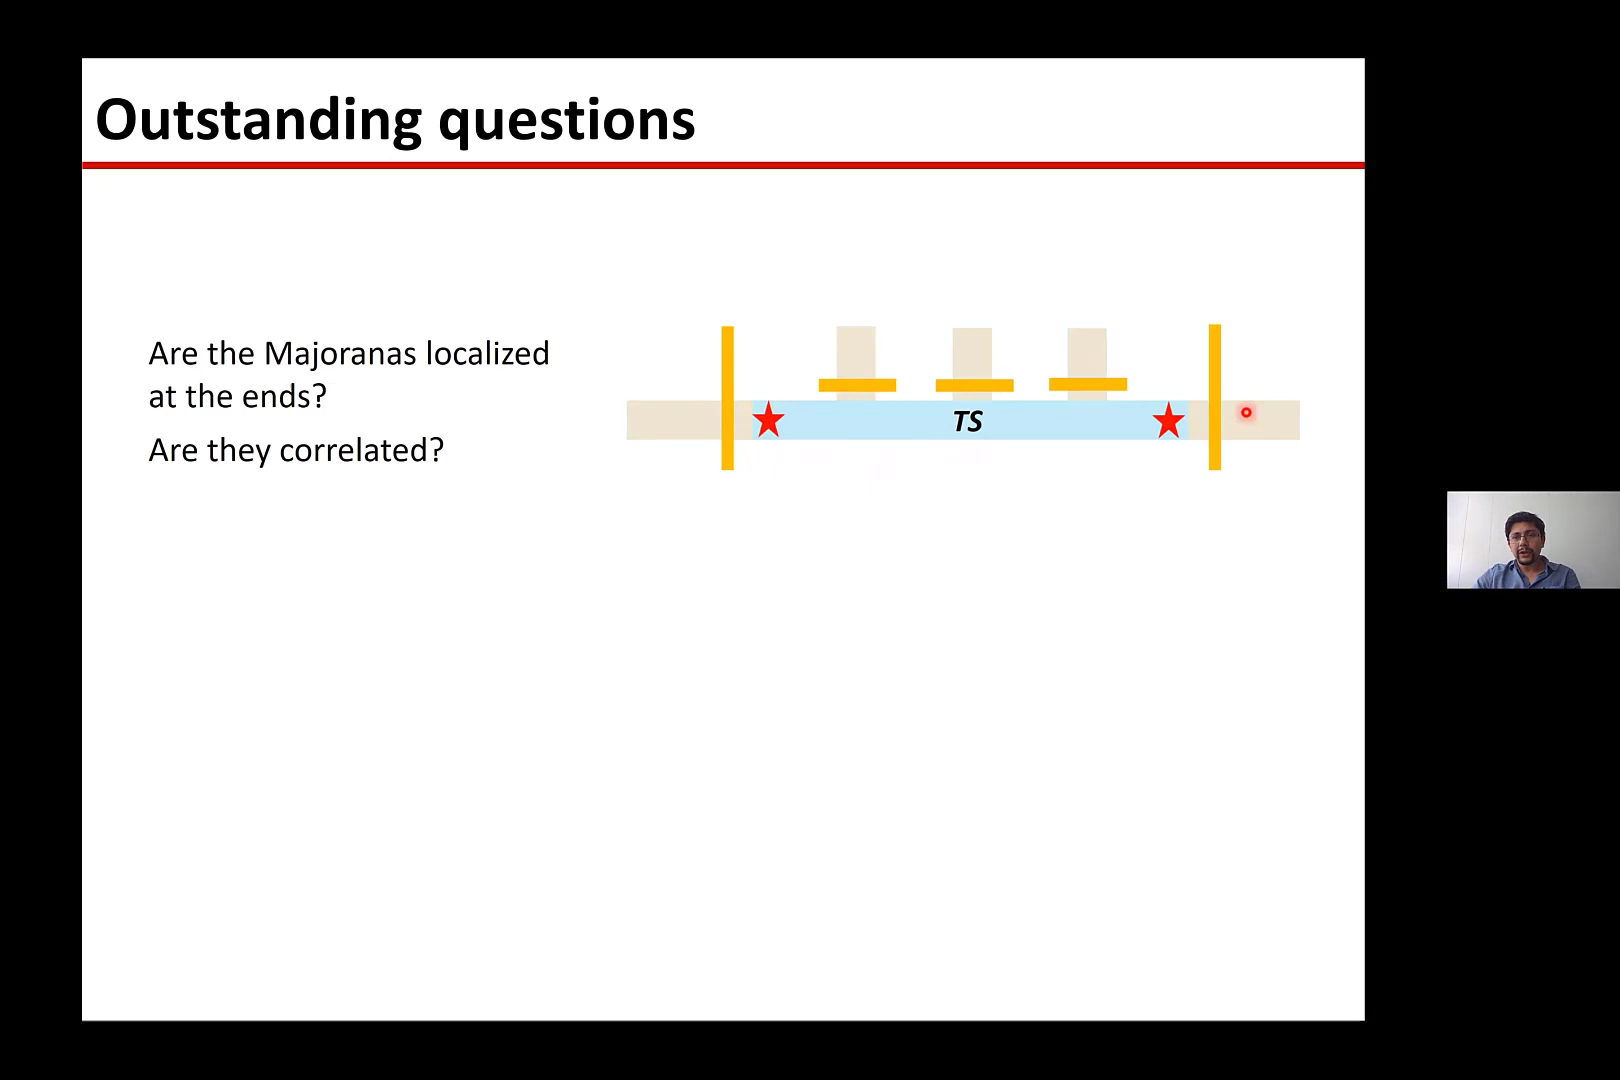 Outstanding questions
Are the Majoranas localized
at the ends?
Are they correlated?
TS